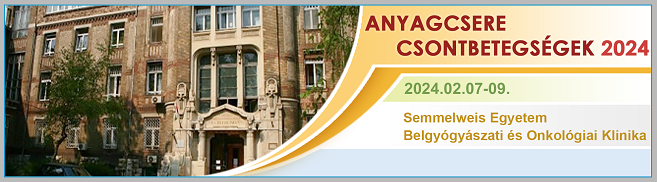 ANYAGCSERE
CSONTBETEGSÉGEK 2024
2024.02.07-09.
Semmelweis Egyetem
Belgyógyászati és Onkológiai Klinika